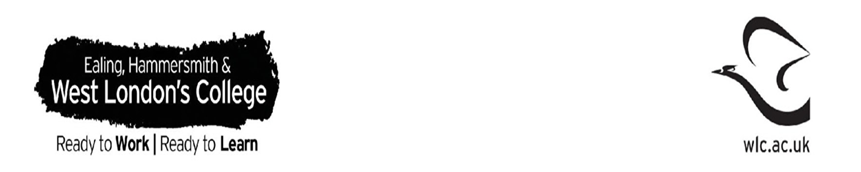 Ealing, Hammersmith &
West London's College
Ready to Work | Ready to Learn
wlc.ac.uk